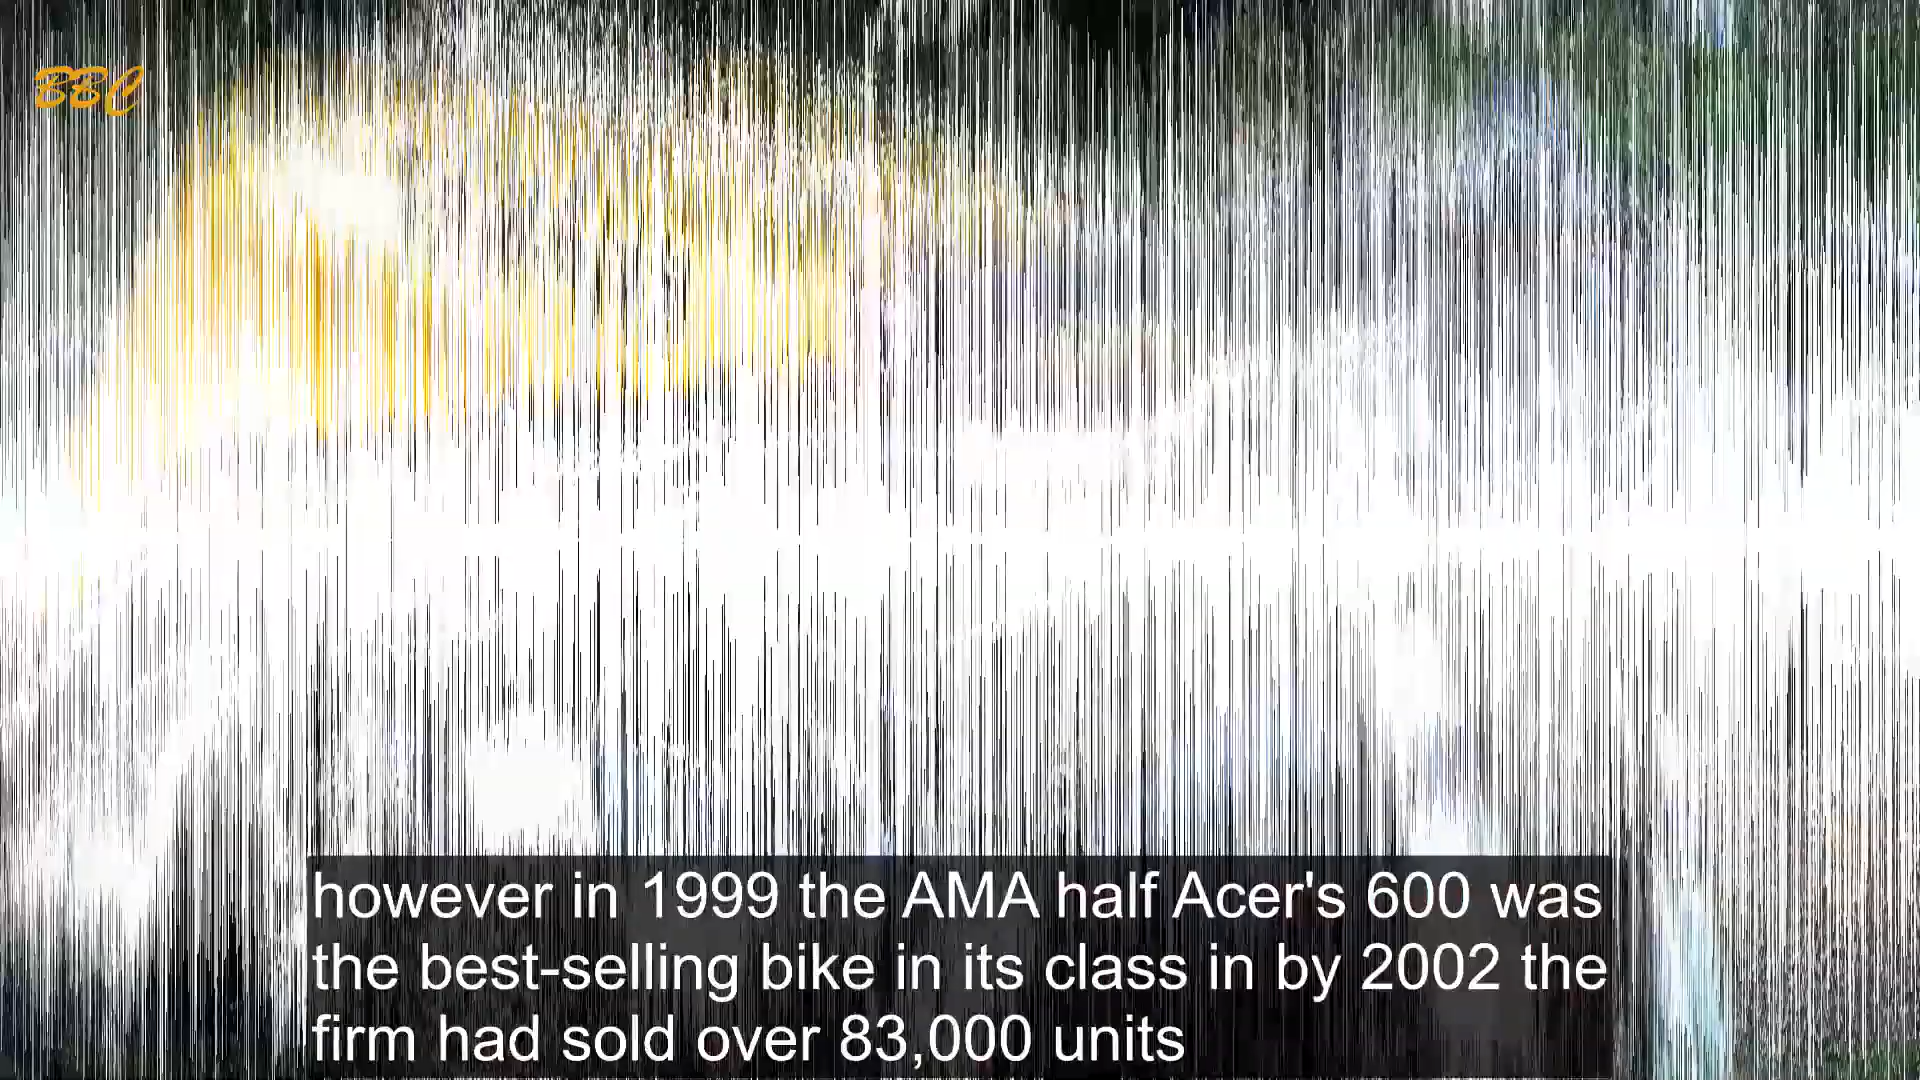 BBC
however in 1999 the AMA half Acer's 600 was
the best-selling bike in its class in by 2002 the
firm had sold over 83,000 units